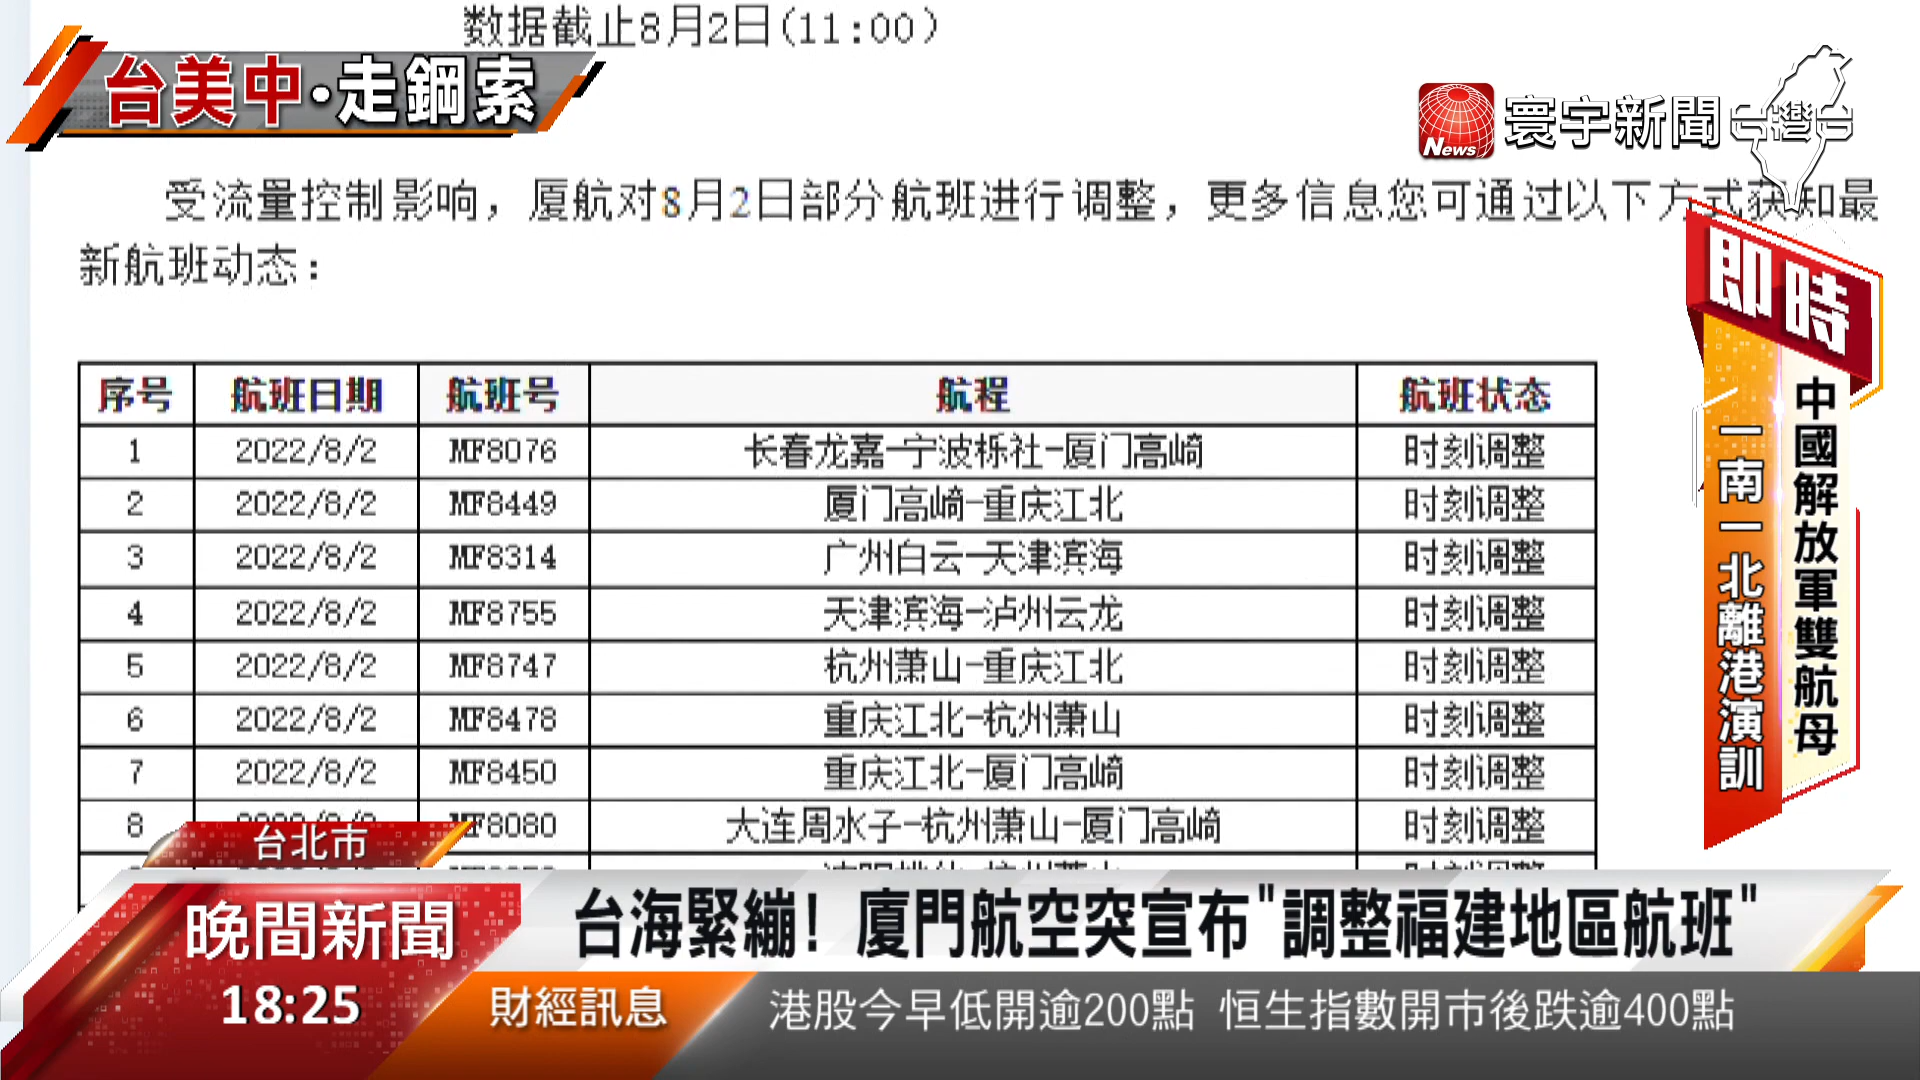 数据截止8月2日(11:00)
台美中·走鋼索
News 寰宇新聞 台灣台
受流量控制影响，厦航对8月2日部分航班进行调整，更多信息您可通过以下方式获知最
新航班动态：
即時
中國解放軍雙航母
一南一北離港演訓
序号 航班日期 航班号 航程 航班状态
1 2022/8/2 MF8076 长春龙嘉-宁波栎社-厦门高崎 时刻调整
2 2022/8/2 MF8449 厦门高崎-重庆江北 时刻调整
3 2022/8/2 MF8314 广州白云-天津滨海 时刻调整
4 2022/8/2 MF8755 天津滨海-泸州云龙 时刻调整
5 2022/8/2 MF8747 杭州萧山-重庆江北 时刻调整
6 2022/8/2 MF8478 重庆江北-杭州萧山 时刻调整
7 2022/8/2 MF8450 重庆江北-厦门高崎 时刻调整
8 MF8080 大连周水子-杭州萧山-厦门高崎 时刻调整
台北市
晚間新聞
台海緊繃！廈門航空突宣布"調整福建地區航班"
18:25
財經訊息
港股今早低開逾200點 恒生指數開市後跌逾400點